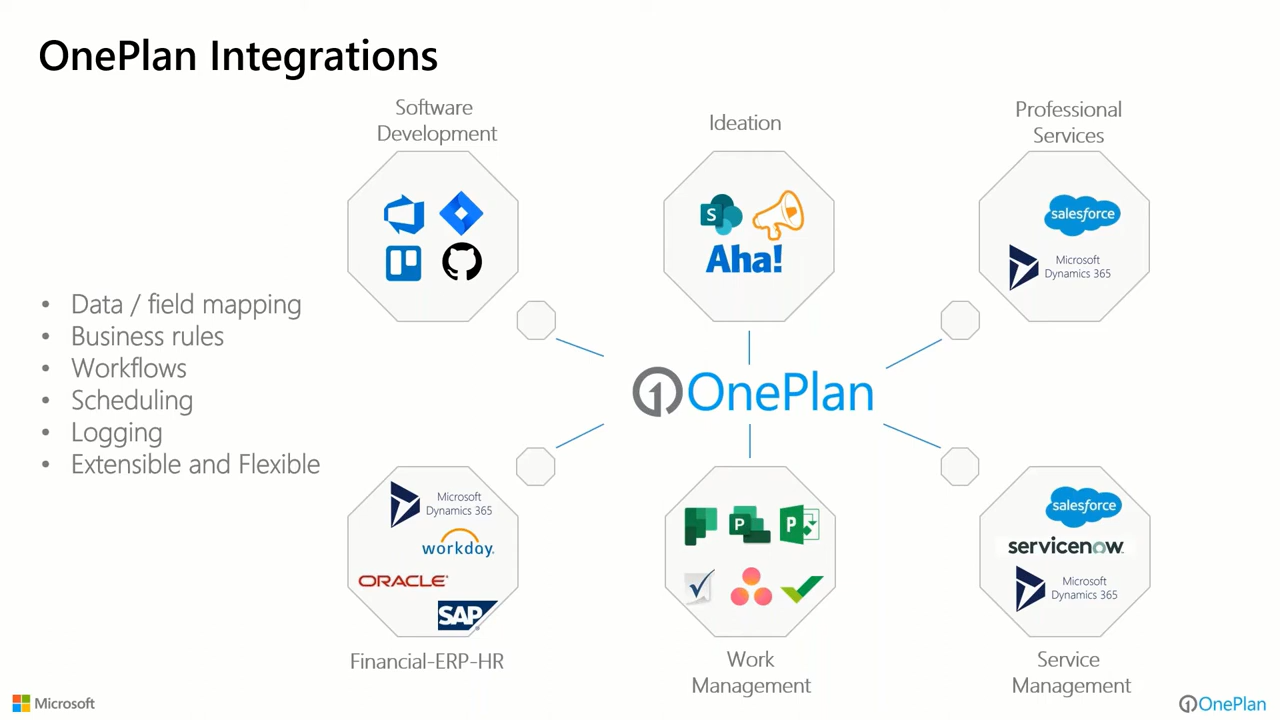 OnePlan Integrations
Software
Development
Ideation
Professional
Services
S
Aha!
salesforce
Microsoft
Dynamics 365
• Data / field mapping
• Business rules
• Workflows
• Scheduling
• Logging
• Extensible and Flexible
1OnePlan
Microsoft
Dynamics 365
workday.
ORACLE
SAP
P
P
salesforce
servicenow
Microsoft
Dynamics 365
Financial-ERP-HR
Work
Management
Service
Management
Microsoft
1OnePlan